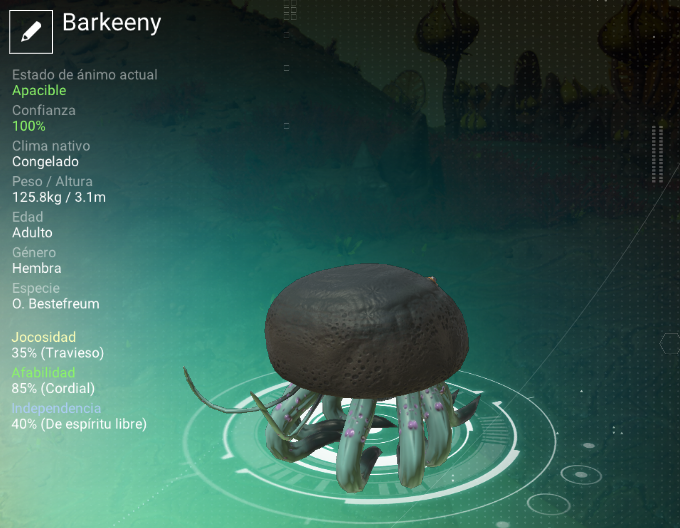 Barkeeny
Estado de ánimo actual
Apacible
Confianza
100%
Clima nativo
Congelado
Peso / Altura
125.8kg / 3.1m
Edad
Adulto
Género
Hembra
Especie
O. Bestefreum
Jocosidad
35% (Travieso)
Afabilidad
85% (Cordial)
Independencia
40% (De espíritu libre)